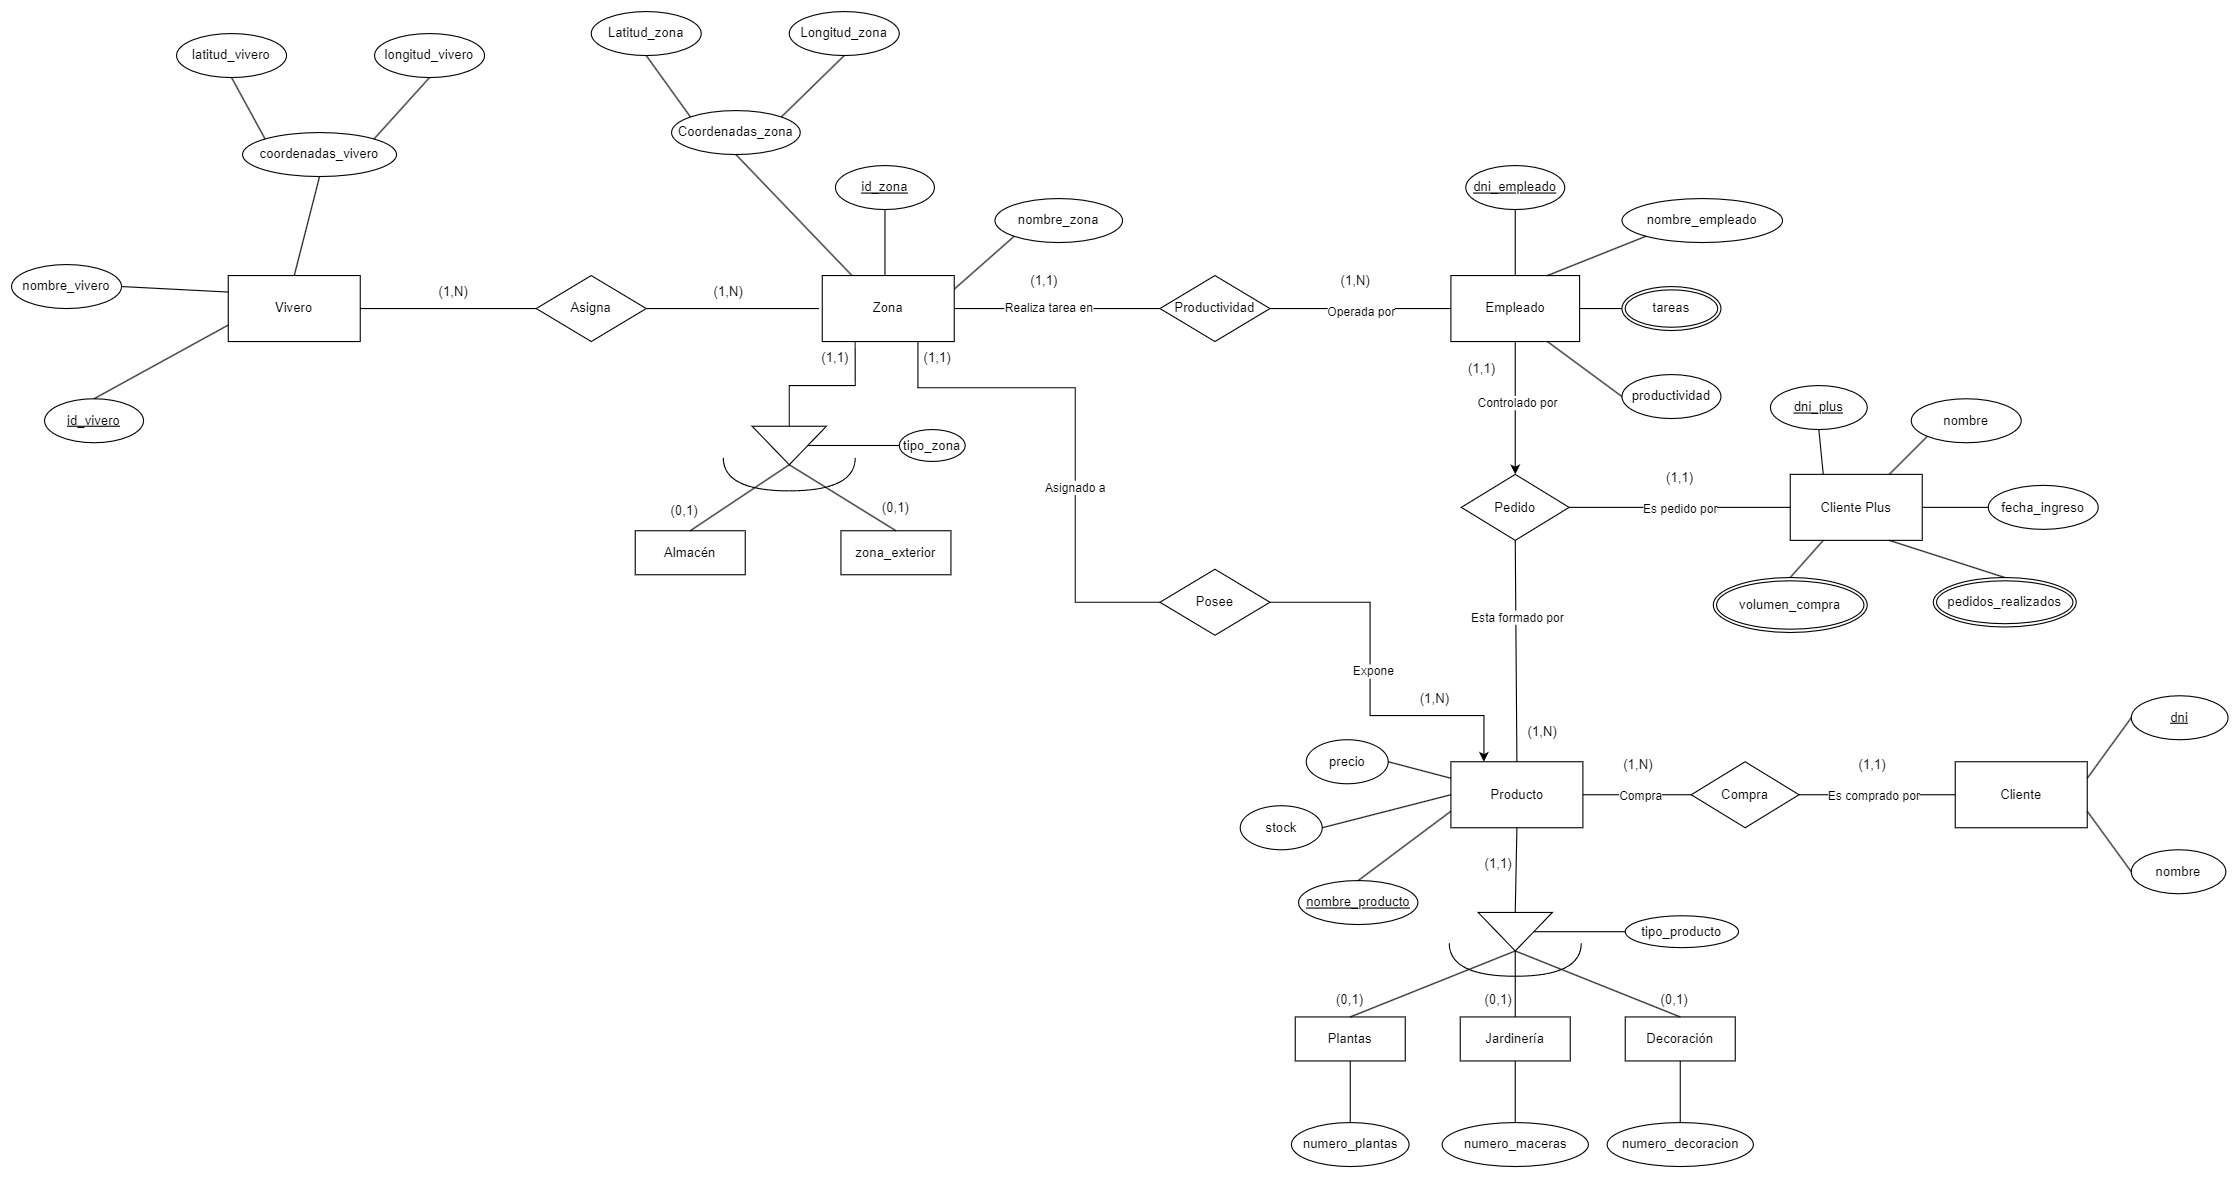 Latitud_zona
Longitud_zona
latitud_vivero
longitud_vivero
Coordenadas_zona
coordenadas_vivero
id_zona
dni_empleado
nombre_zona
nombre_empleado
nombre_vivero
(1,N)
(1,N)
(1,1)
(1,N)
Vivero
Asigna
Zona
Realiza tarea en
Productividad
Operada por
Empleado
tareas
(1,1)
(1,1)
(1,1)
productividad
Controlado por
dni_plus
nombre
id_vivero
tipo_zona
(1,1)
Asignado a
(0,1)
(0,1)
Pedido
Es pedido por
Cliente Plus
fecha_ingreso
Almacén
zona_exterior
Posee
volumen_compra
pedidos_realizados
Esta formado por
Expone
(1,N)
(1,N)
dni
precio
(1,N)
(1,1)
Producto
Compra
Compra
Es comprado por
Cliente
stock
(1,1)
nombre
nombre_producto
tipo_producto
(0,1)
(0,1)
(0,1)
Plantas
Jardinería
Decoración
numero_plantas
numero_maceras
numero_decoracion